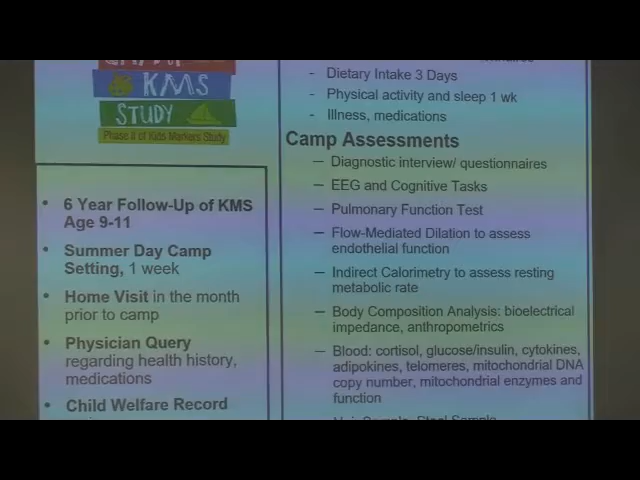 KMS
STUDY
Phase II of Kids Markers Study
• 6 Year Follow-Up of KMS
Age 9-11
• Summer Day Camp
Setting, 1 week
• Home Visit in the month
prior to camp
• Physician Query
regarding health history,
medications
• Child Welfare Record
- Dietary Intake 3 Days
- Physical activity and sleep 1 wk
- Illness, medications
Camp Assessments
– Diagnostic interview/ questionnaires
– EEG and Cognitive Tasks
– Pulmonary Function Test
– Flow-Mediated Dilation to assess
endothelial function
– Indirect Calorimetry to assess resting
metabolic rate
– Body Composition Analysis: bioelectrical
impedance, anthropometrics
– Blood: cortisol, glucose/insulin, cytokines,
adipokines, telomeres, mitochondrial DNA
copy number, mitochondrial enzymes and
function